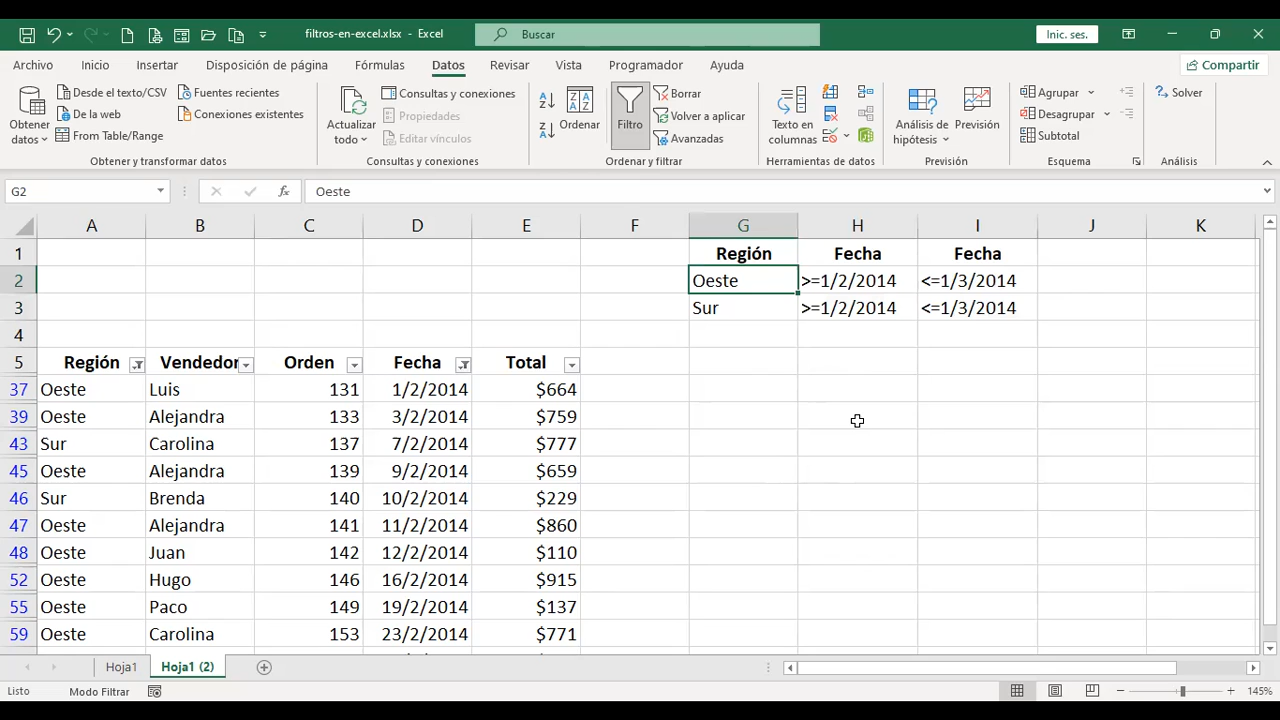 filtros-en-excel.xlsx - Excel
Buscar
Inic. ses.
Archivo Inicio Insertar Disposición de página Fórmulas Datos Revisar Vista Programador Ayuda
Compartir
Obtener datos
Desde el texto/CSV
De la web
From Table/Range
Fuentes recientes
Conexiones existentes
Obtener y transformar datos
Actualizar todo
Consultas y conexiones
Propiedades
Editar vínculos
Consultas y conexiones
Ordenar
Filtro
Borrar
Volver a aplicar
Avanzadas
Ordenar y filtrar
Texto en columnas
Herramientas de datos
Análisis de hipótesis
Previsión
Previsión
Agrupar
Desagrupar
Subtotal
Esquema
Solver
Análisis
G2 Oeste
A B C D E F G H I J K
1 Región Fecha Fecha
2 Oeste >=1/2/2014 <=1/3/2014
3 Sur >=1/2/2014 <=1/3/2014
4
5 Región Vendedor Orden Fecha Total
37 Oeste Luis 131 1/2/2014 $664
39 Oeste Alejandra 133 3/2/2014 $759
43 Sur Carolina 137 7/2/2014 $777
45 Oeste Alejandra 139 9/2/2014 $659
46 Sur Brenda 140 10/2/2014 $229
47 Oeste Alejandra 141 11/2/2014 $860
48 Oeste Juan 142 12/2/2014 $110
52 Oeste Hugo 146 16/2/2014 $915
55 Oeste Paco 149 19/2/2014 $137
59 Oeste Carolina 153 23/2/2014 $771
Hoja1 Hoja1 (2)
Listo Modo Filtrar 145%